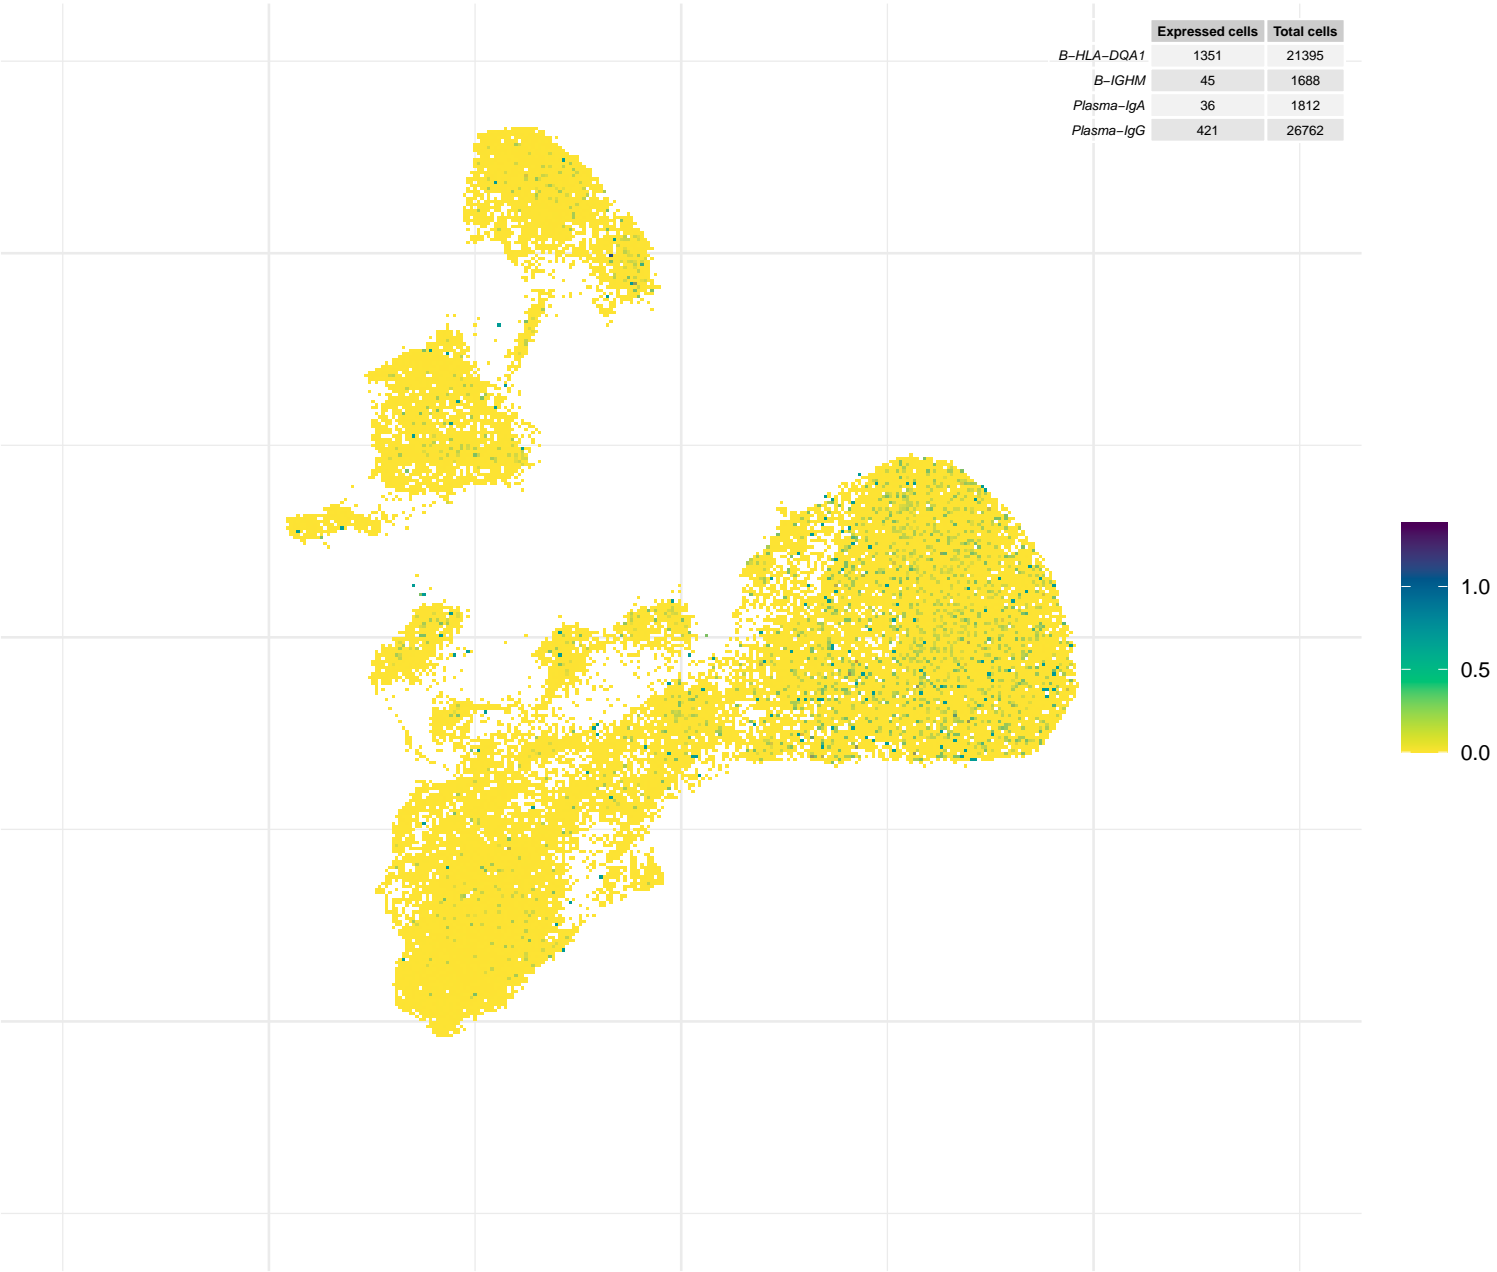 Expressed cells Total cells
B−HLA−DQA1 1351 21395
B−IGHM 45 1688
Plasma−IgA 36 1812
Plasma−IgG 421 26762
1.0
0.5
0.0